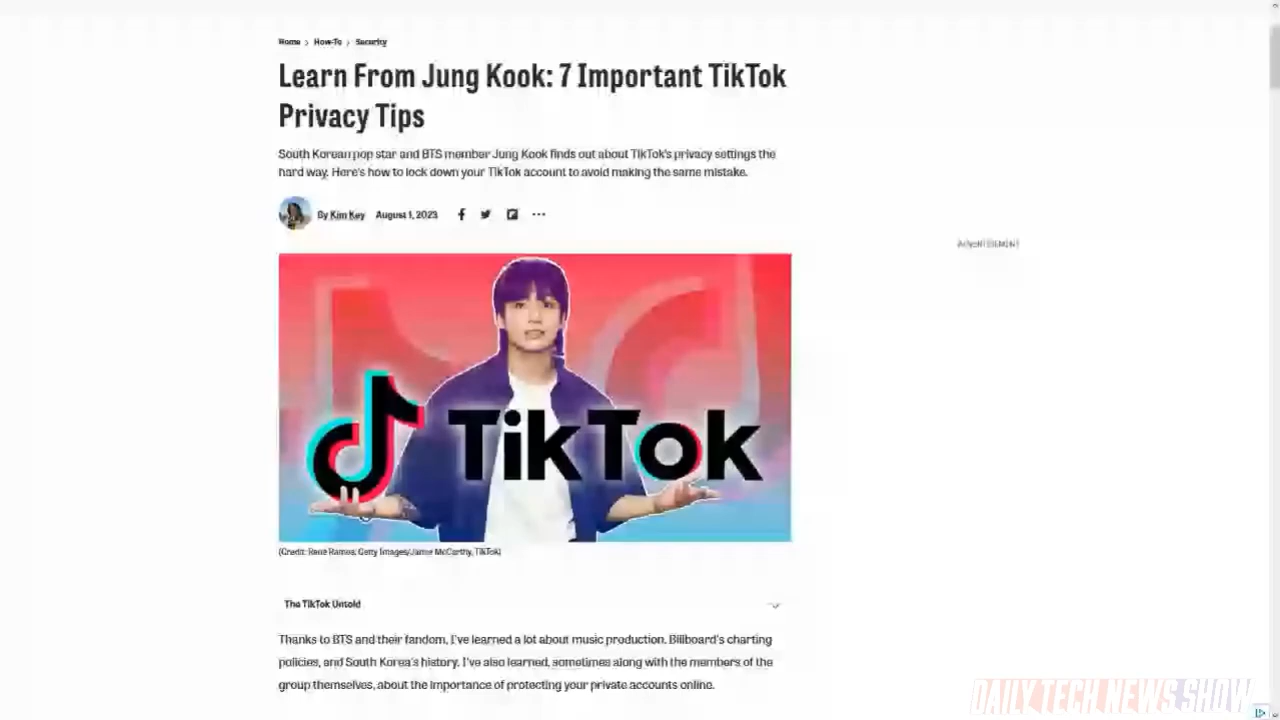 Home > How-To > Security
Learn From Jung Kook: 7 Important TikTok
Privacy Tips
South Korean pop star and BTS member Jung Kook finds out about TikTok's privacy settings the
hard way. Here's how to lock down your TikTok account to avoid making the same mistake.
By Kim Key August 1, 2023
ADVERTISEMENT
TikTok
(Credit: René Ramos; Getty Images/Jamie McCarthy, TikTok)
The TikTok Untold
Thanks to BTS and their fandom, I've learned a lot about music production, Billboard's charting
policies, and South Korea's history. I've also learned, sometimes along with the members of the
group themselves, about the importance of protecting your private accounts online.
DAILY TECH NEWS SHOW